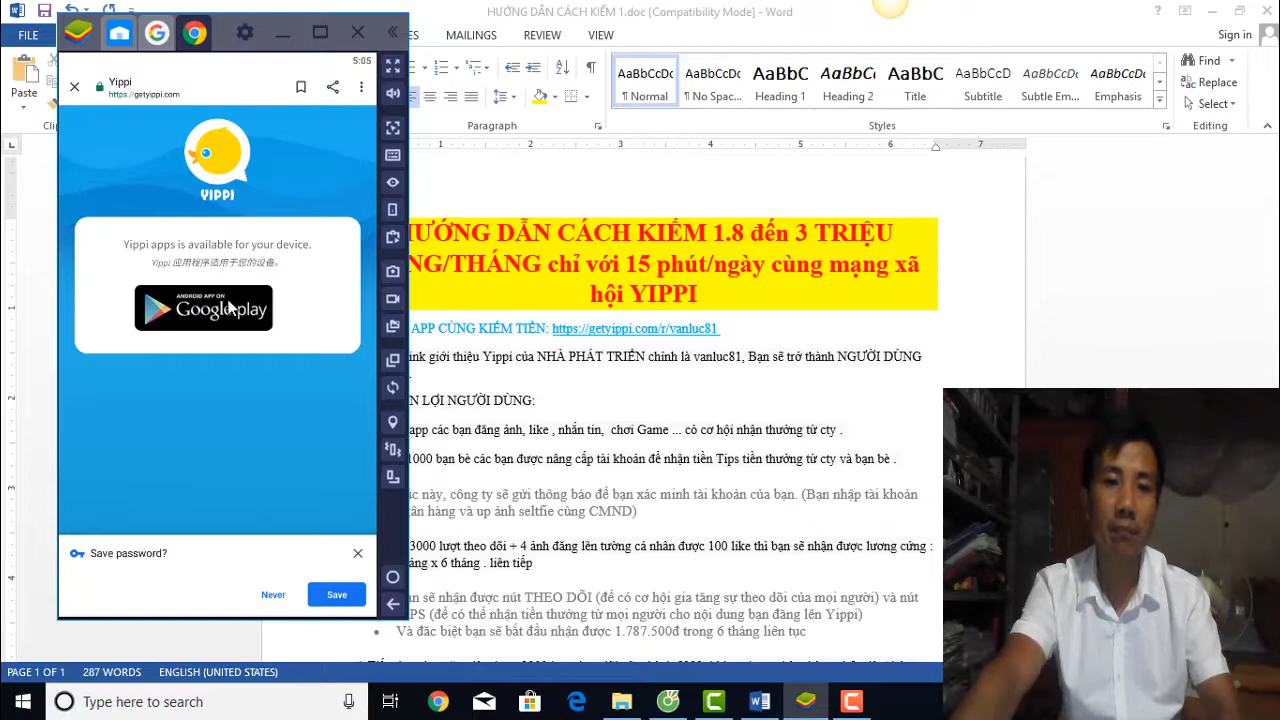 HƯỚNG DẪN CÁCH KIẾM 1.doc [Compatibility Mode] - Word
Sign in
FILE
MAILINGS
REVIEW
VIEW
Paste
AaBbCcDc
AaBbCcDc
AaBbC
AaBbCc
AaBbC
AaBbCcD
AaBbCcDc
AaBbCcDc
¶ Normal
¶ No Spac...
Heading 1
Heading 2
Title
Subtitle
Subtle Em...
Emphasis
Find
Replace
Select
Paragraph
Styles
Editing
1
2
3
4
5
6
7
5:05
Yippi
https://getyippi.com
YIPPI
Yippi apps is available for your device.
Yippi 应用程序适用于您的设备。
ANDROID APP ON
Google play
Save password?
Never
Save
HƯỚNG DẪN CÁCH KIẾM 1.8 đến 3 TRIỆU
NG/THÁNG chỉ với 15 phút/ngày cùng mạng xã
hội YIPPI
APP CÙNG KIẾM TIỀN: https://getyippi.com/r/vanluc81
ink giới thiệu Yippi của NHÀ PHÁT TRIỂN chính là vanluc81, Bạn sẽ trở thành NGƯỜI DÙNG
.
N LỢI NGƯỜI DÙNG:
app các bạn đăng ảnh, like , nhắn tin, chơi Game ... có cơ hội nhận thưởng từ cty .
1000 bạn bè các bạn được nâng cấp tài khoản để nhận tiền Tips tiền thưởng từ cty và bạn bè .
c này, công ty sẽ gửi thông báo để bạn xác minh tài khoản của bạn. (Bạn nhập tài khoản
ân hàng và up ảnh seltfie cùng CMND)
3000 lượt theo dõi + 4 ảnh đăng lên tường cá nhân được 100 like thì bạn sẽ nhận được lương cứng :
áng x 6 tháng . liên tiếp
ạn sẽ nhận được nút THEO DÕI (để có cơ hội gia tăng sự theo dõi của mọi người) và nút
PS (để có thể nhận tiền thưởng từ mọi người cho nội dung bạn đăng lên Yippi)
• Và đặc biệt bạn sẽ bắt đầu nhận được 1.787.500đ trong 6 tháng liên tục
1
2
3
4
PAGE 1 OF 1
287 WORDS
ENGLISH (UNITED STATES)
Type here to search